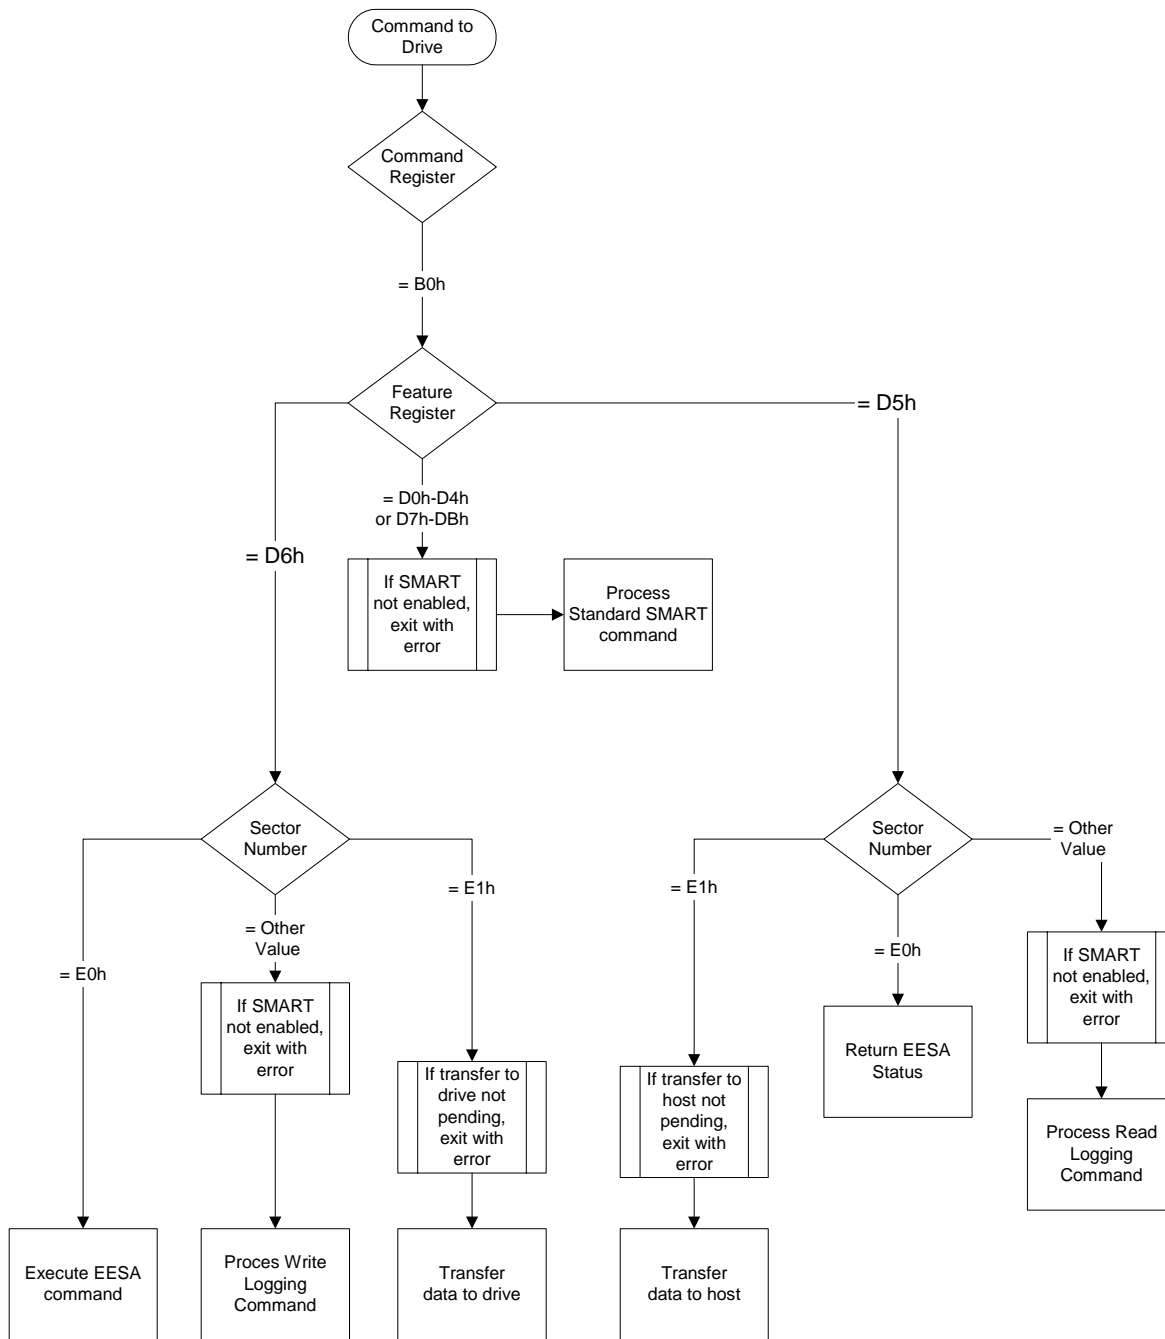 Command to
Drive
Command
Register
= B0h
Feature
Register
= D5h
= D0h-D4h
or D7h-DBh
= D6h
If SMART
not enabled,
exit with
error
Process
Standard SMART
command
Sector
Number
Sector
Number
= Other
Value
= E1h
= E1h
= Other
Value
= E0h
= E0h
If SMART
not enabled,
exit with
error
If SMART
not enabled,
exit with
error
Return EESA
Status
If transfer to
drive not
pending,
exit with
error
If transfer to
host not
pending,
exit with
error
Process Read
Logging
Command
Execute EESA
command
Proces Write
Logging
Command
Transfer
data to drive
Transfer
data to host